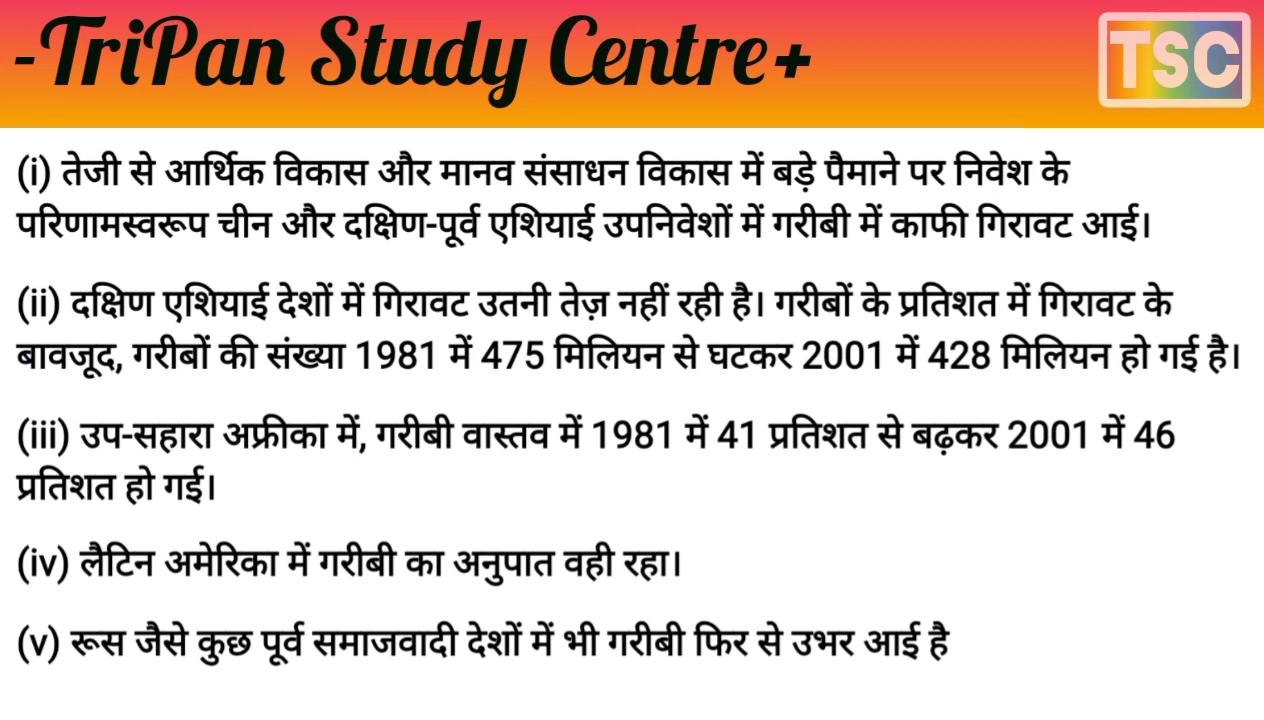 -TriPan Study Centre+
TSC
(i) तेजी से आर्थिक विकास और मानव संसाधन विकास में बड़े पैमाने पर निवेश के
परिणामस्वरूप चीन और दक्षिण-पूर्व एशियाई उपनिवेशों में गरीबी में काफी गिरावट आई।
(ii) दक्षिण एशियाई देशों में गिरावट उतनी तेज़ नहीं रही है। गरीबों के प्रतिशत में गिरावट के
बावजूद, गरीबों की संख्या 1981 में 475 मिलियन से घटकर 2001 में 428 मिलियन हो गई है।
(iii) उप-सहारा अफ्रीका में, गरीबी वास्तव में 1981 में 41 प्रतिशत से बढ़कर 2001 में 46
प्रतिशत हो गई।
(iv) लैटिन अमेरिका में गरीबी का अनुपात वही रहा।
(v) रूस जैसे कुछ पूर्व समाजवादी देशों में भी गरीबी फिर से उभर आई है